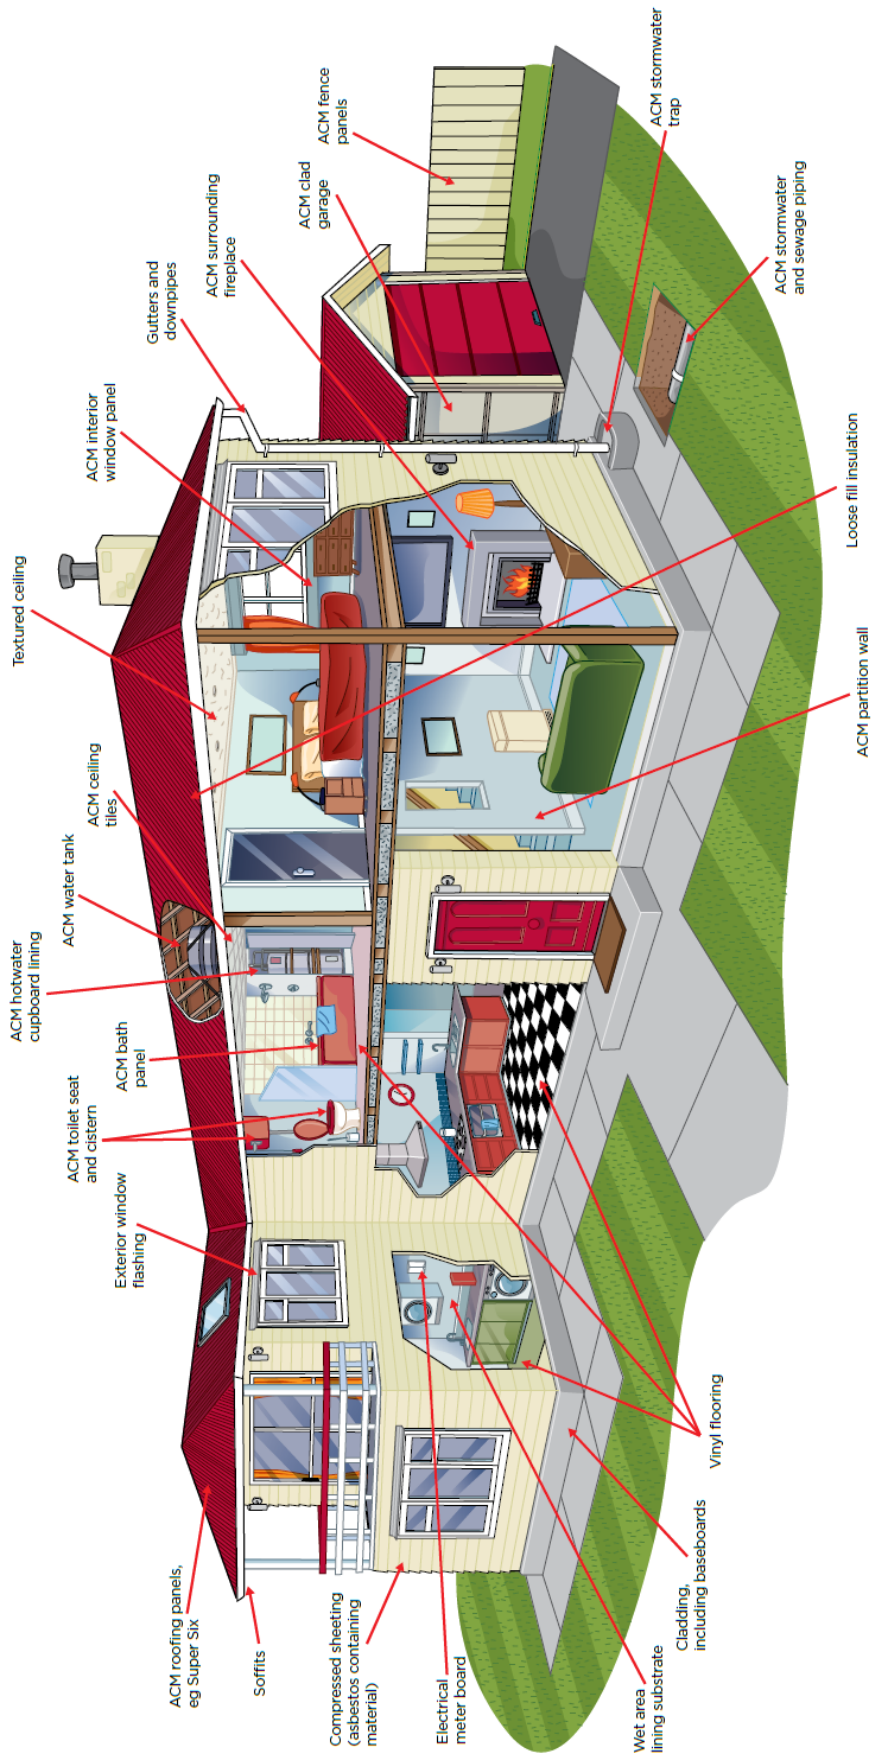 ACM roofing panels,
eg Super Six
Soffits
Compressed sheeting
(asbestos containing
material)
Electrical
meter board
Wet area
lining substrate
Cladding,
including baseboards
Vinyl flooring
Exterior window
flashing
ACM toilet seat
and cistern
ACM bath
panel
ACM hotwater
cupboard lining
ACM water tank
ACM ceiling
tiles
Textured ceiling
ACM interior
window panel
Gutters and
downpipes
ACM surrounding
fireplace
ACM clad
garage
ACM fence
panels
ACM stormwater
trap
ACM stormwater
and sewage piping
Loose fill insulation
ACM partition wall